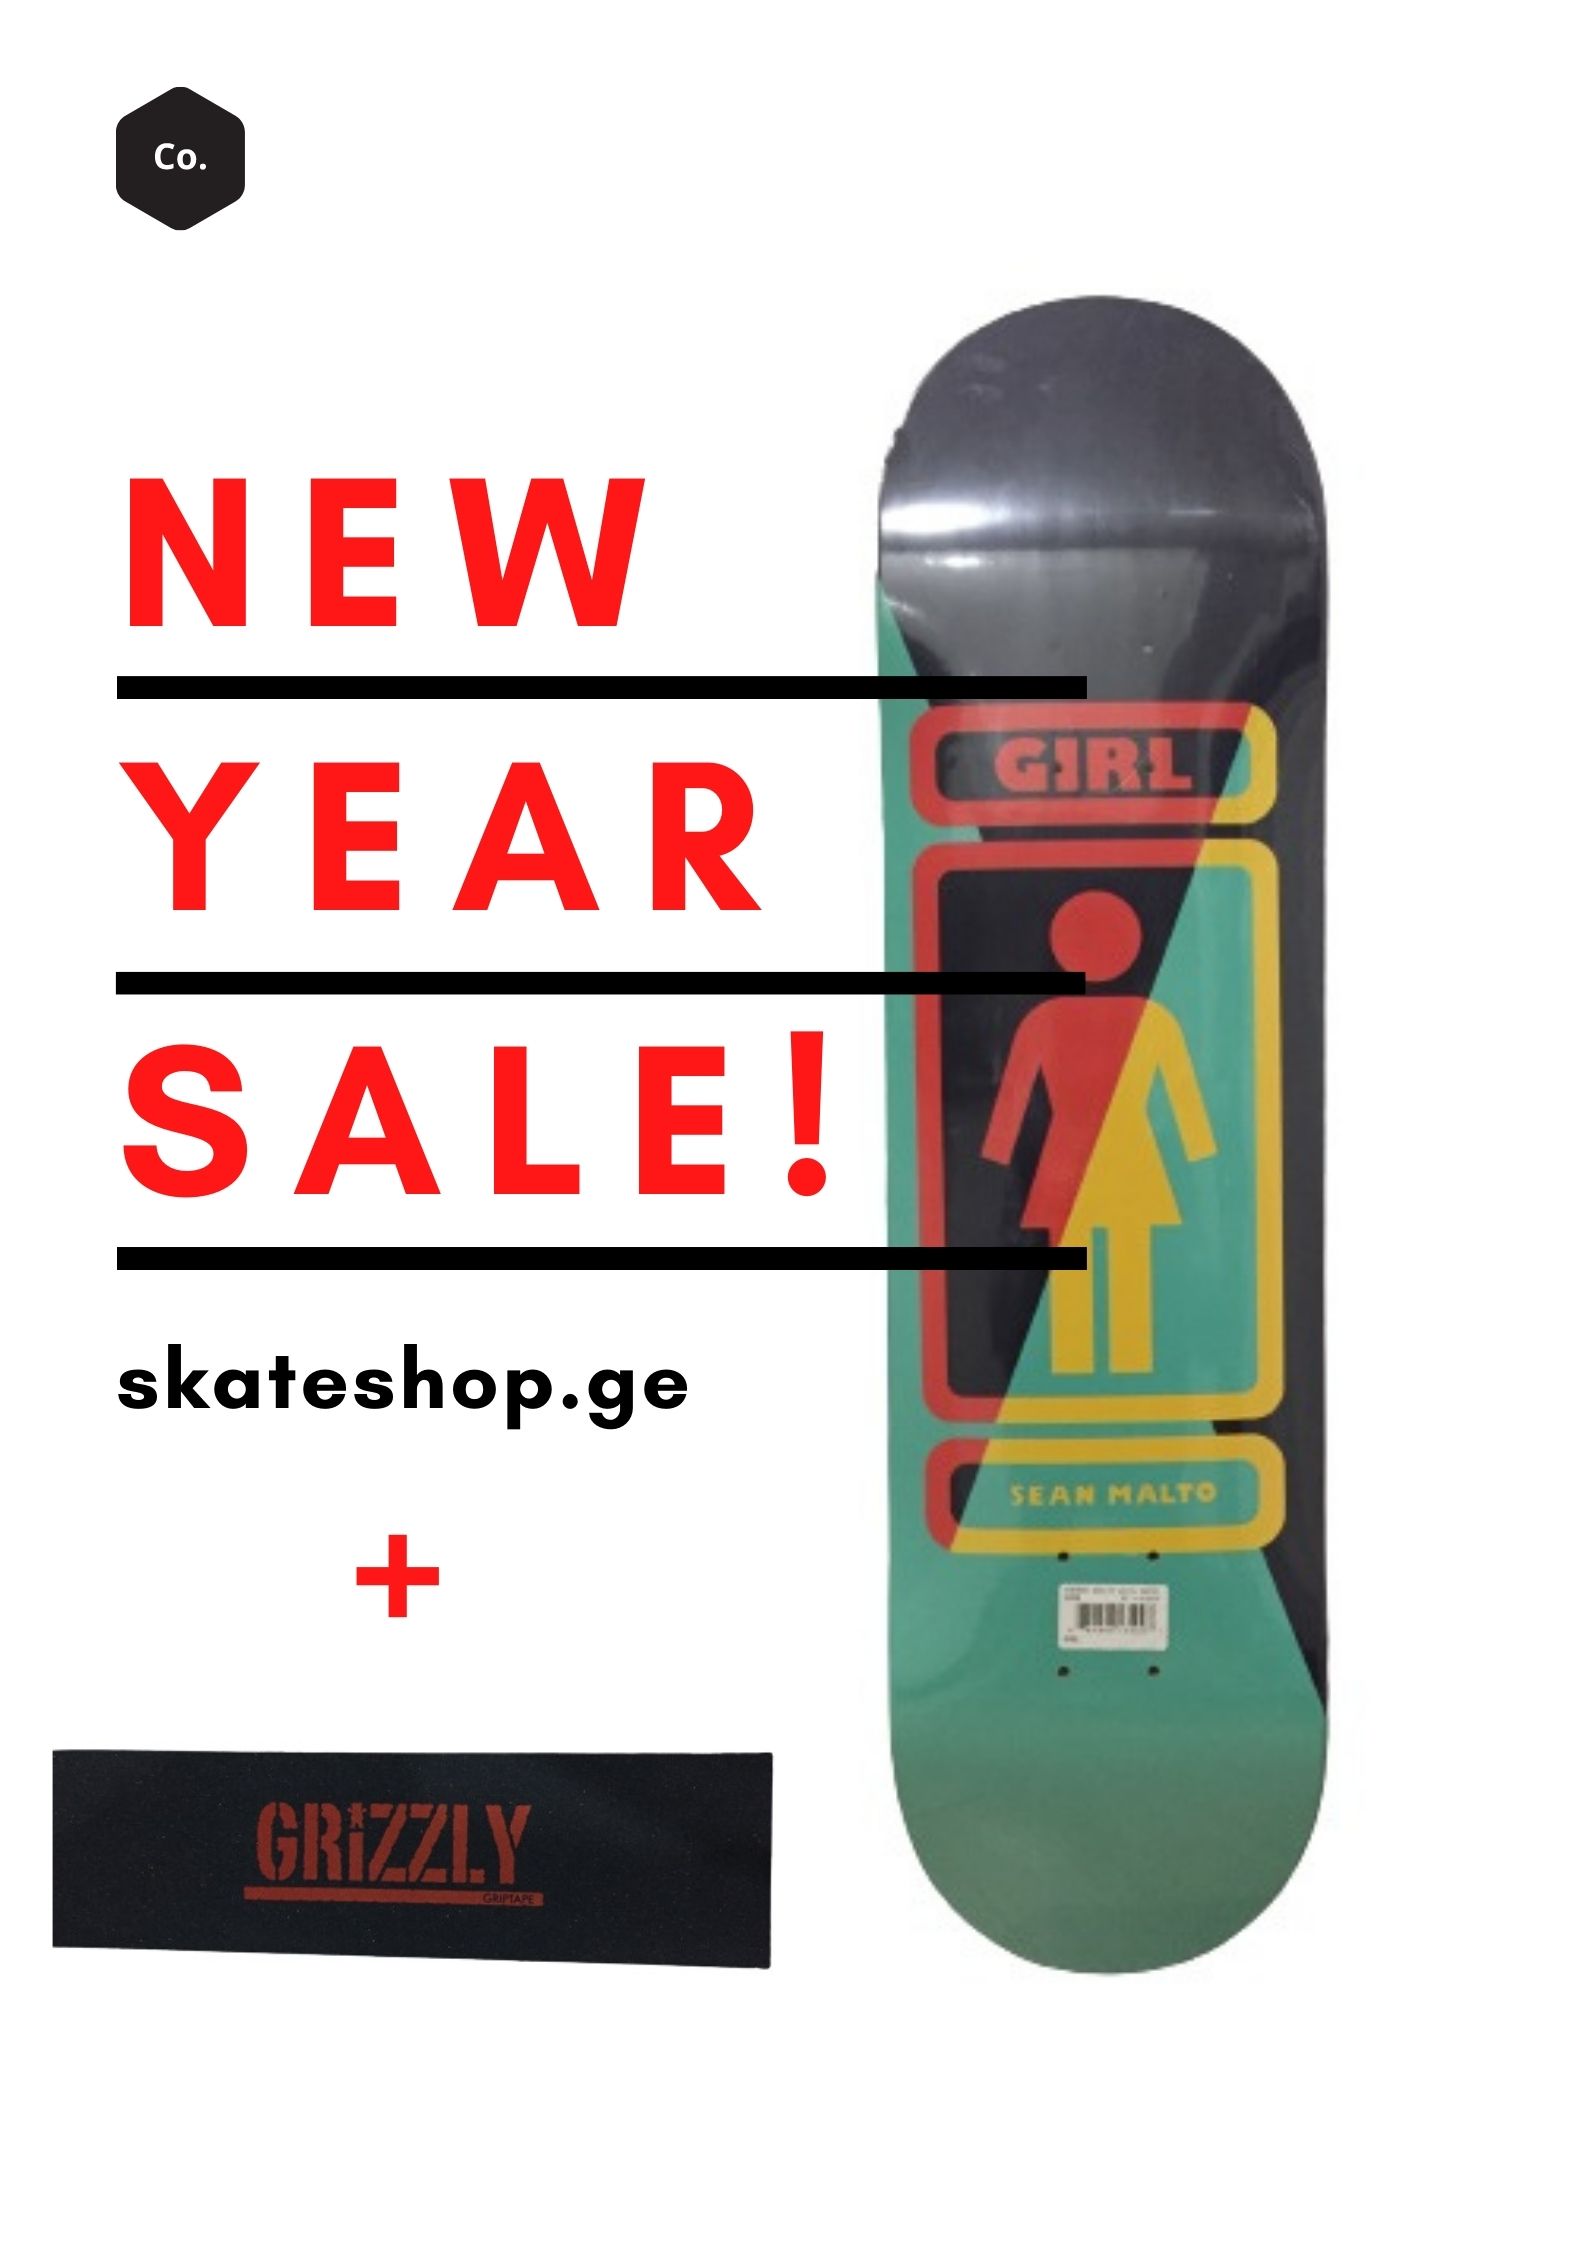 Co.
NEW
YEAR
SALE!
skateshop.ge
+
GRiZZLY
GRIPTAPE
GIRL
SEAN MALTO